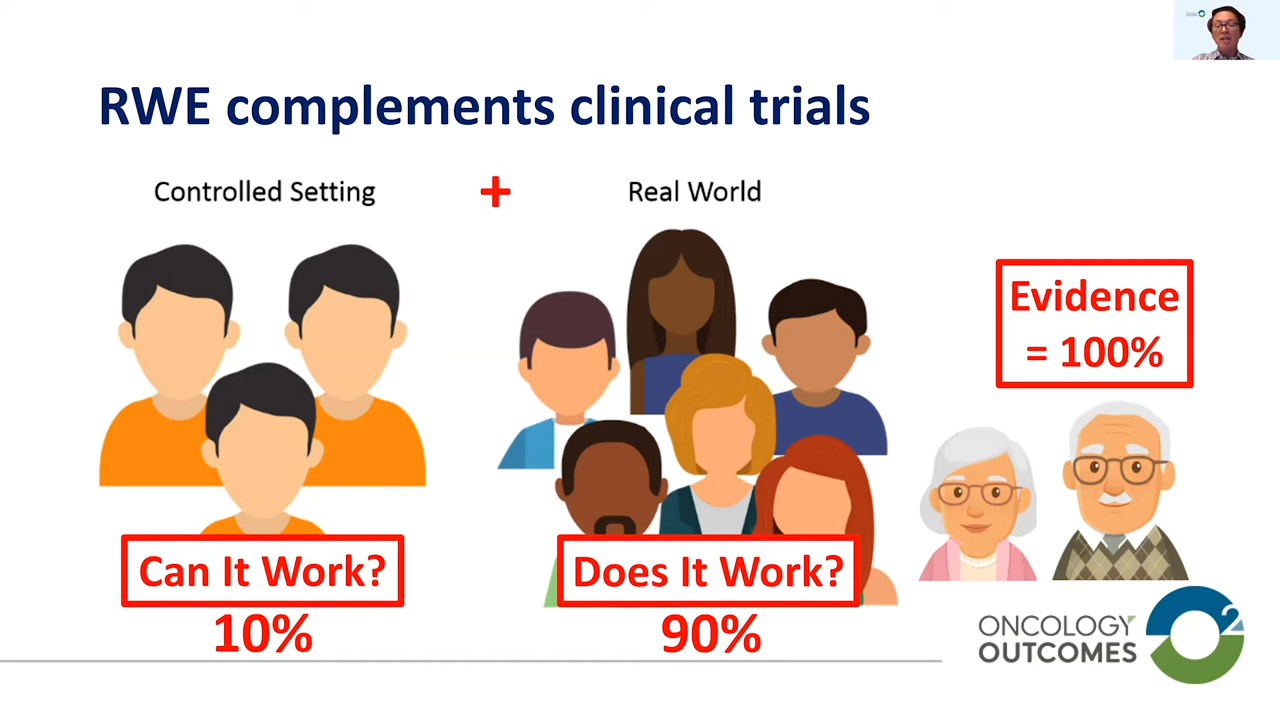 RWE complements clinical trials
Controlled Setting
+
Real World
Evidence
= 100%
Can It Work?
10%
Does It Work?
90%
ONCOLOGY
OUTCOMES
2